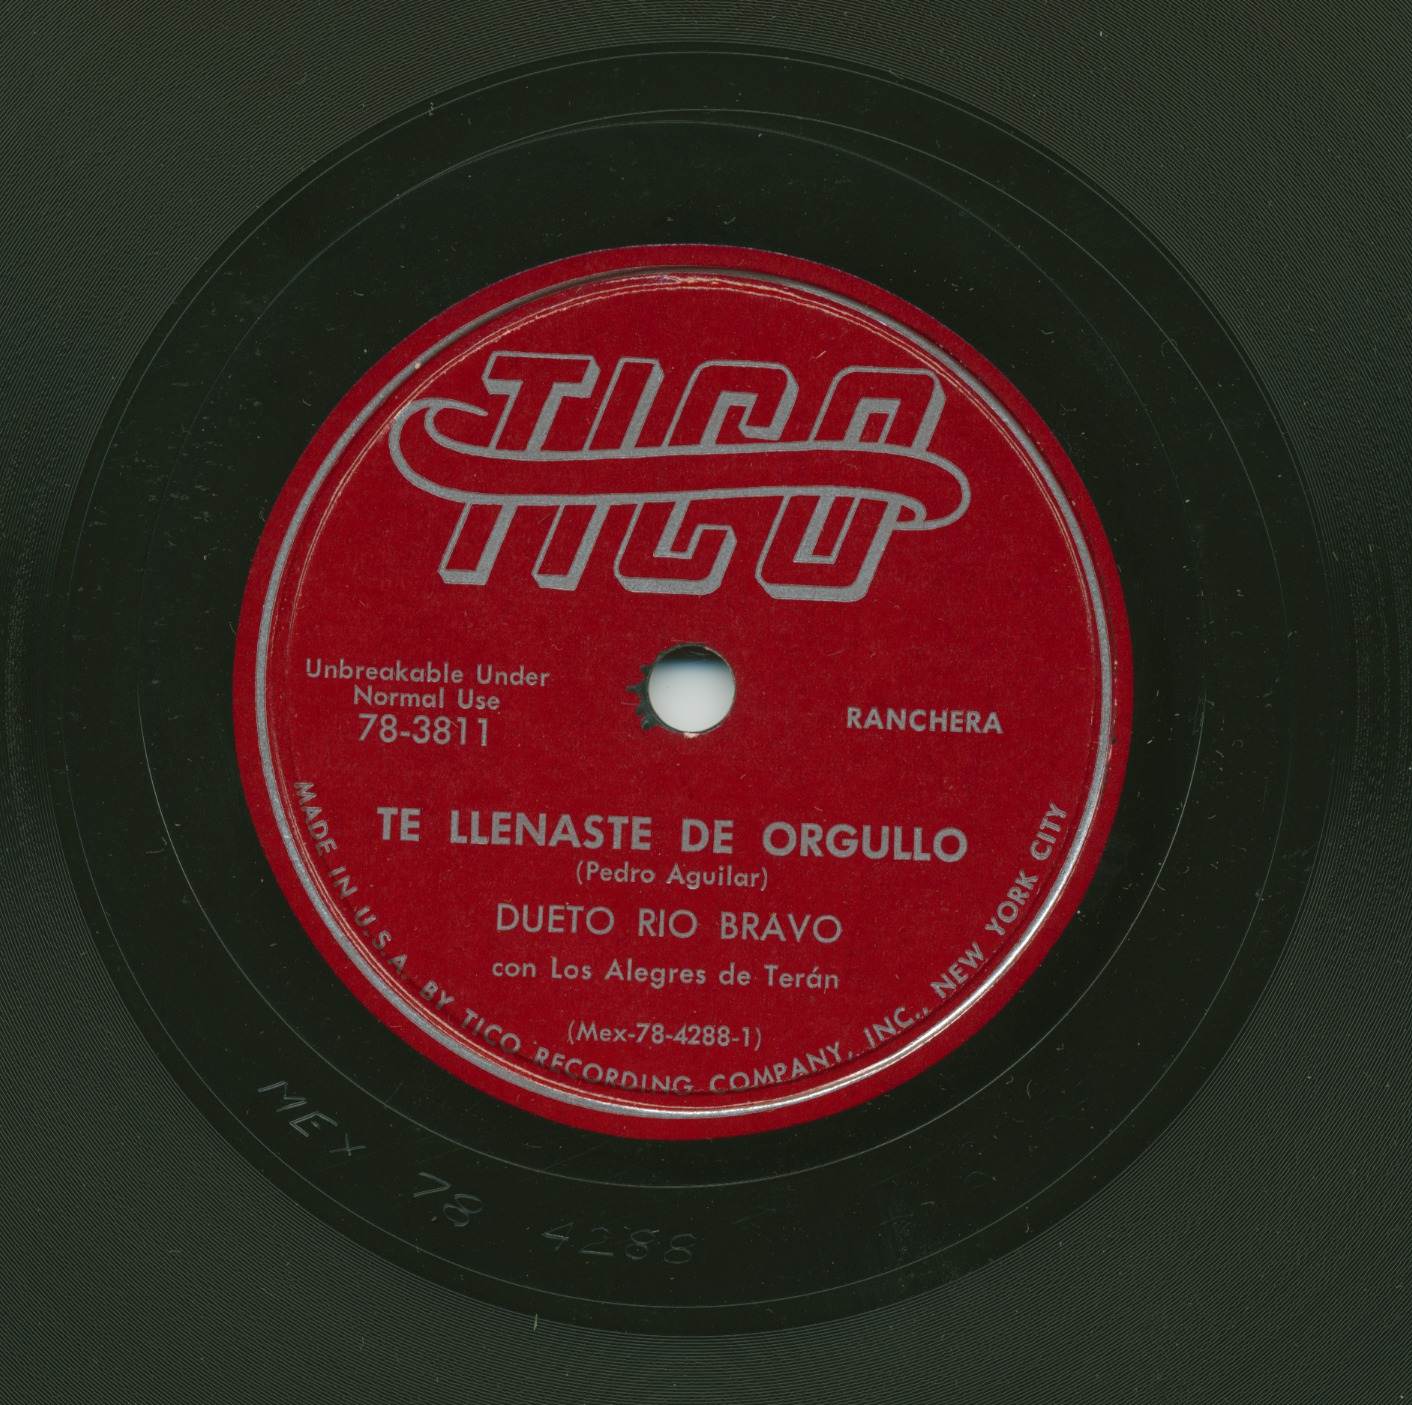 TICO
Unbreakable Under
Normal Use
78-3811
RANCHERA
TE LLENASTE DE ORGULLO
(Pedro Aguilar)
DUETO RIO BRAVO
con Los Alegres de Terán
(Mex-78-4288-1)
MADE IN U.S.A. BY TICO RECORDING COMPANY, INC., NEW YORK CITY
MEX 78 4288